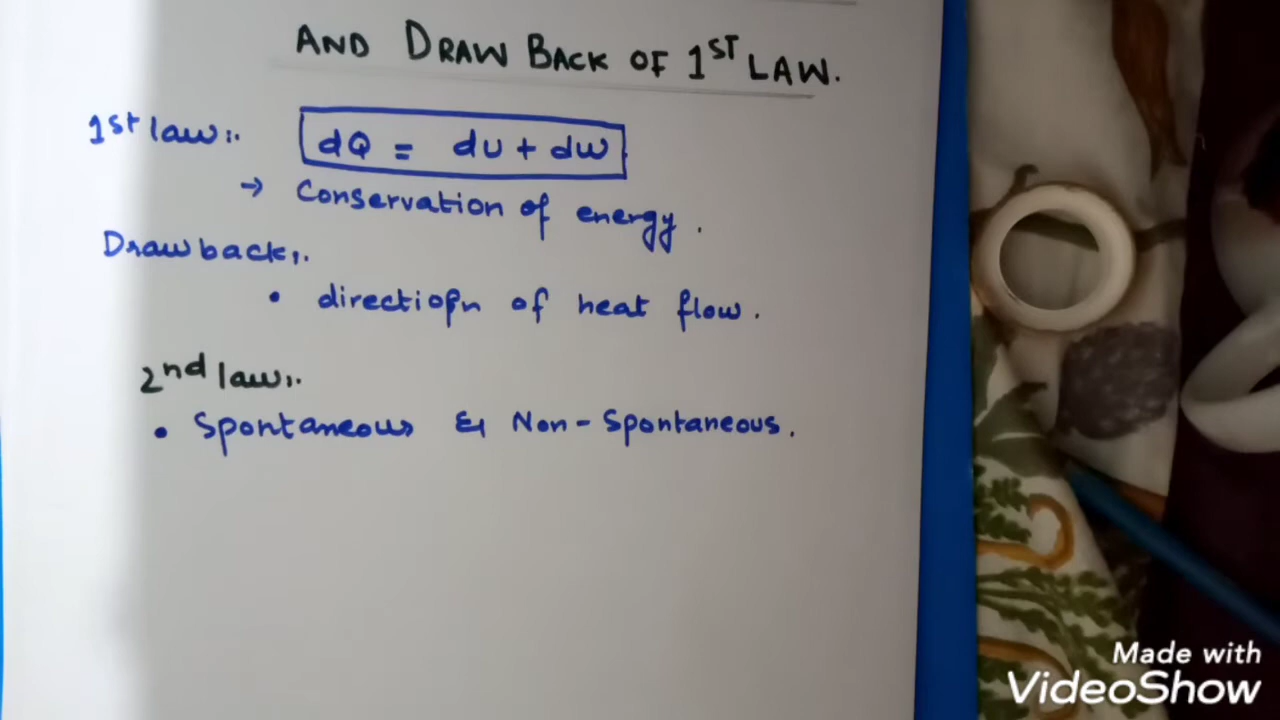 AND DRAW BACK OF 1ST LAW.
1st law:. dQ = du + dw
→ Conservation of energy.
Drawback:.
• directiofn of heat flow.
2nd law:.
• Spontaneous & Non-Spontaneous.
Made with
VideoShow